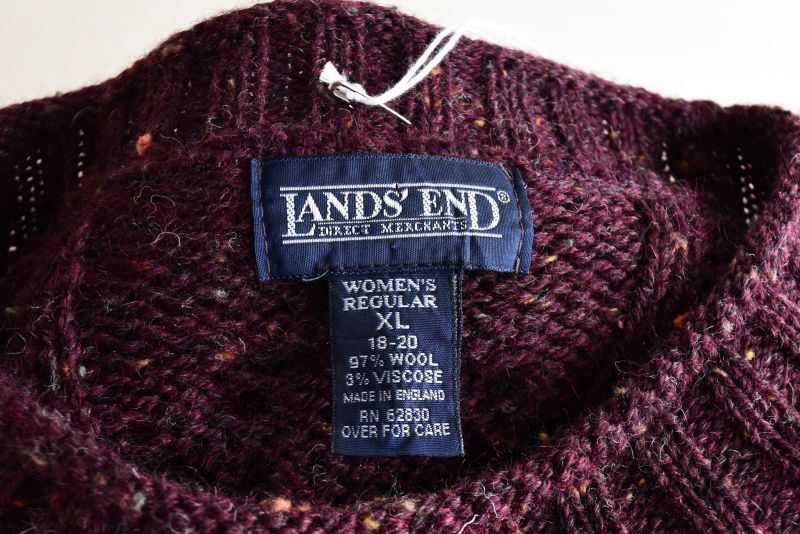 LANDS' END®
DIRECT MERCHANTS
WOMEN'S
REGULAR
XL
18-20
97% WOOL
3% VISCOSE
MADE IN ENGLAND
RN 62830
OVER FOR CARE